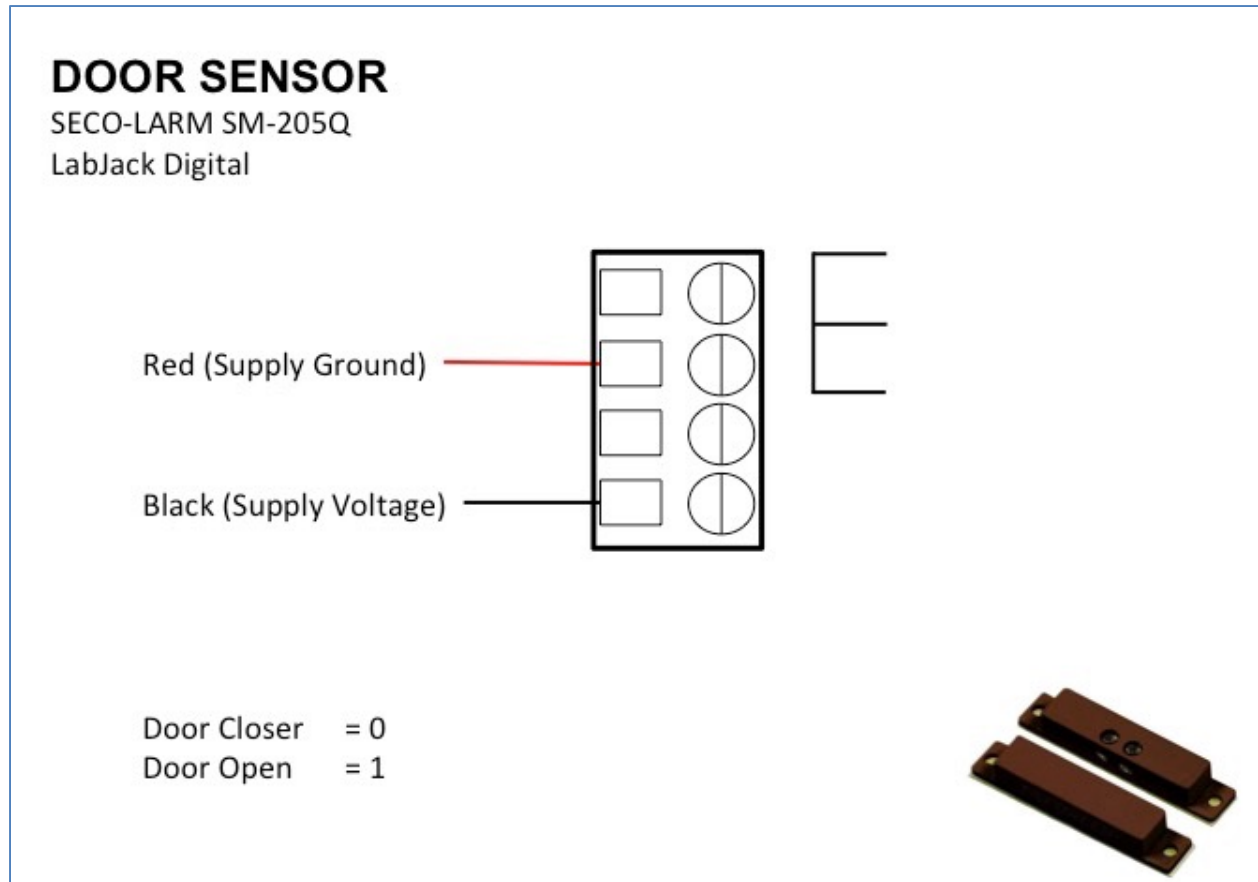 DOOR SENSOR
SECO-LARM SM-205Q
LabJack Digital
Red (Supply Ground)
Black (Supply Voltage)
Door Closer = 0
Door Open = 1